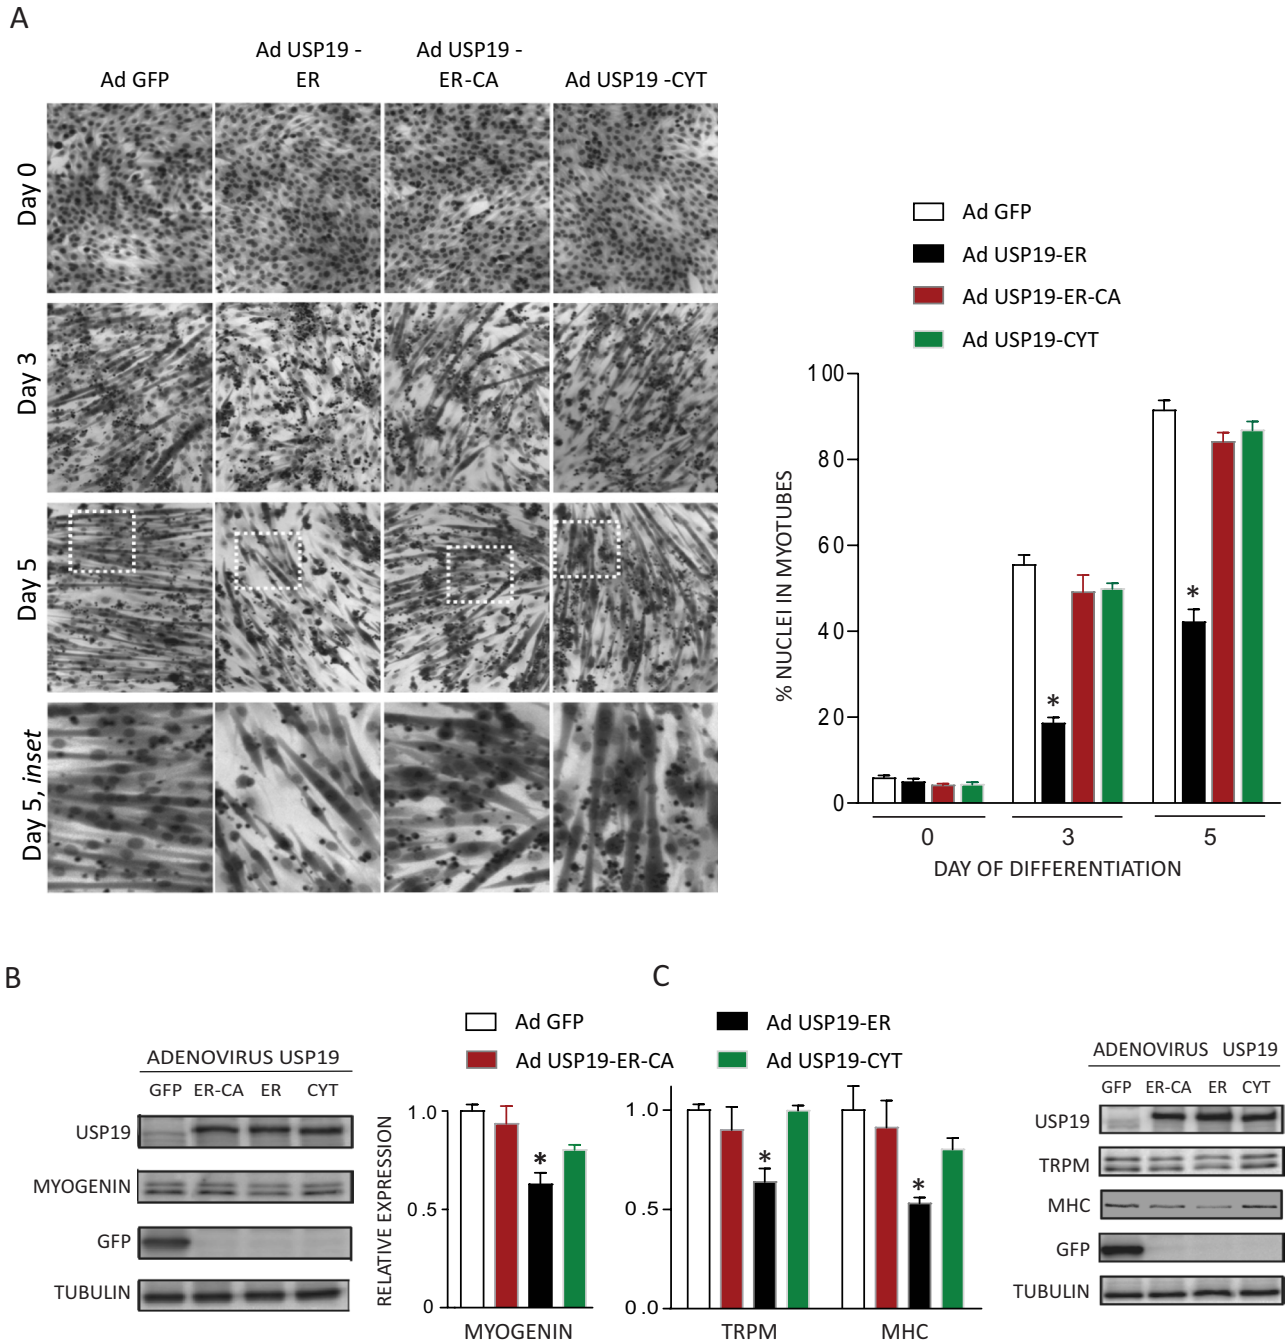 A
Ad GFP
Ad USP19 -
ER
Ad USP19 -
ER-CA
Ad USP19 -CYT
Day 0
Day 3
Day 5
Day 5, inset
Ad GFP
Ad USP19-ER
Ad USP19-ER-CA
Ad USP19-CYT
% NUCLEI IN MYOTUBES
100
80
60
40
20
0
*
*
0 3 5
DAY OF DIFFERENTIATION
B
ADENOVIRUS USP19
GFP ER-CA ER CYT
USP19
MYOGENIN
GFP
TUBULIN
C
Ad GFP
Ad USP19-ER
Ad USP19-ER-CA
Ad USP19-CYT
RELATIVE EXPRESSION
1.0
.5
0
*
MYOGENIN
1.0
.5
0.0
*
*
TRPM MHC
ADENOVIRUS USP19
GFP ER-CA ER CYT
USP19
TRPM
MHC
GFP
TUBULIN